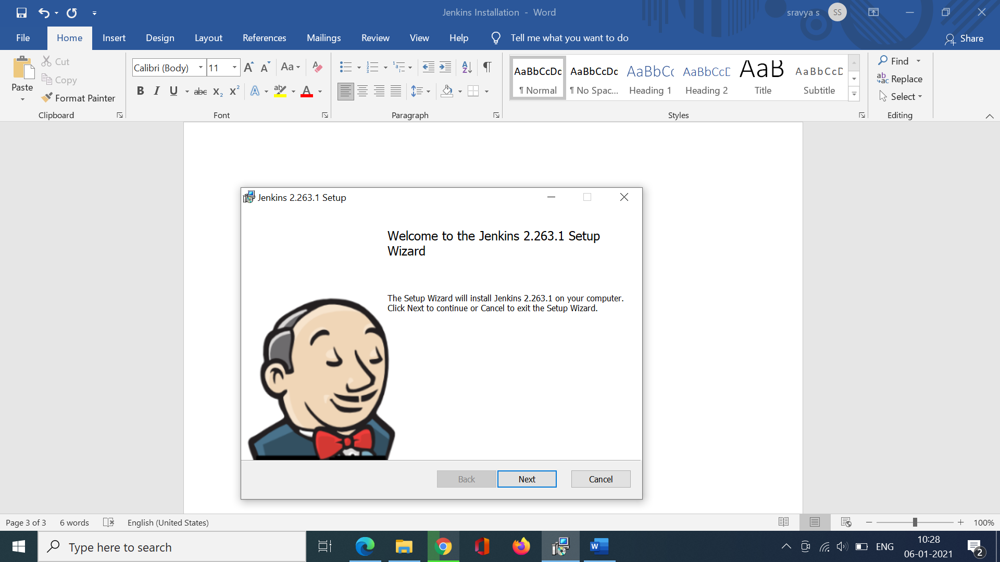 Jenkins Installation - Word
sravya s
SS
File
Home
Insert
Design
Layout
References
Mailings
Review
View
Help
Tell me what you want to do
Share
Paste
Cut
Copy
Format Painter
Clipboard
Calibri (Body)
11
Font
Paragraph
AaBbCcDc
¶ Normal
AaBbCcDc
¶ No Spac...
AaBbCc
Heading 1
AaBbCcD
Heading 2
AaB
Title
AaBbCcD
Subtitle
Styles
Find
Replace
Select
Editing
Jenkins 2.263.1 Setup
Welcome to the Jenkins 2.263.1 Setup
Wizard
The Setup Wizard will install Jenkins 2.263.1 on your computer.
Click Next to continue or Cancel to exit the Setup Wizard.
Back
Next
Cancel
Page 3 of 3
6 words
English (United States)
100%
Type here to search
ENG
10:28
06-01-2021
2